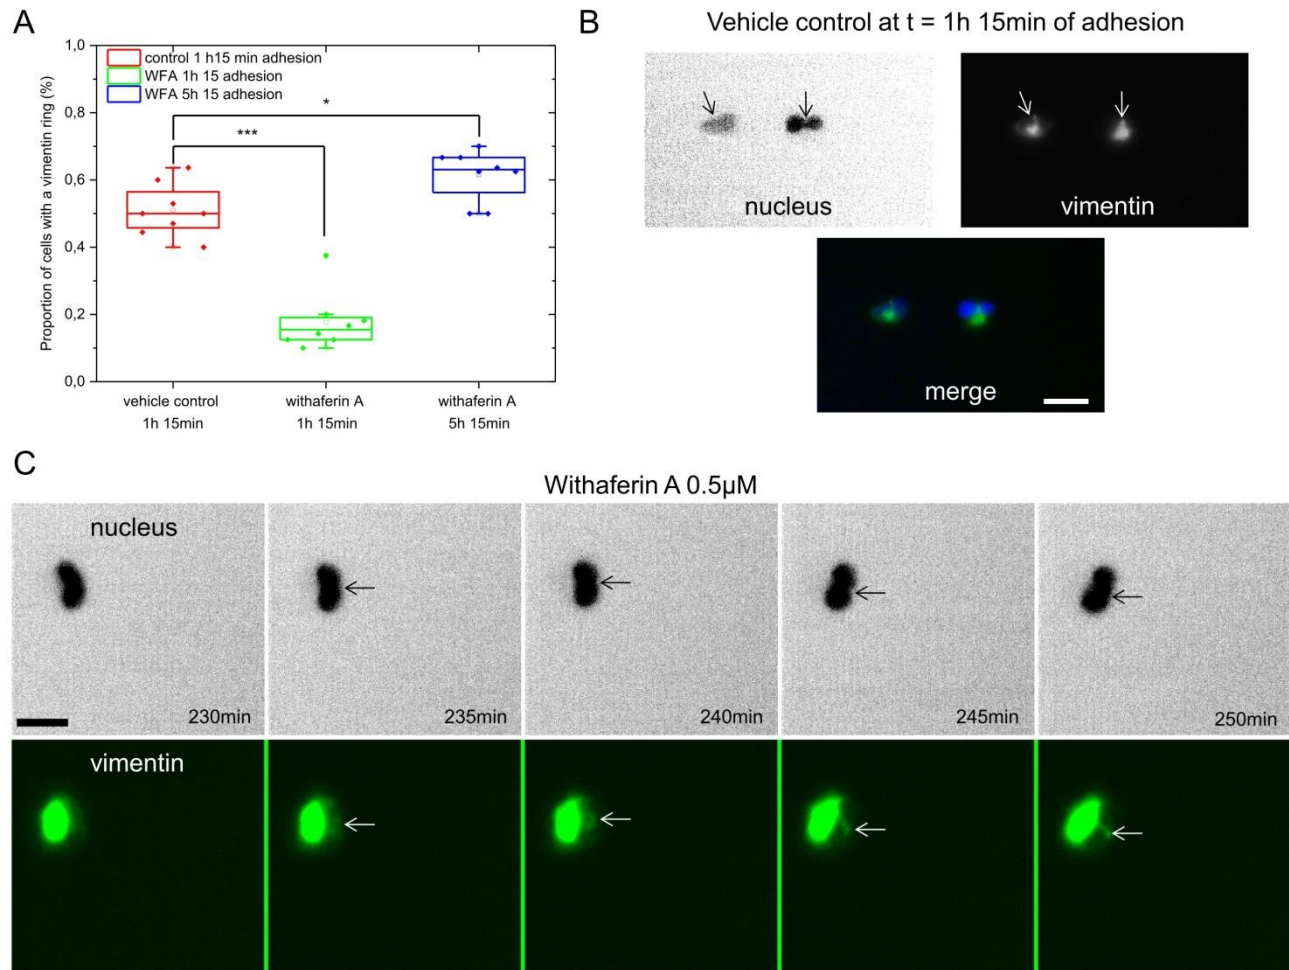 A
1,0
0,8
0,6
0,4
0,2
0,0
Proportion of cells with a vimentin ring (%)
control 1 h15 min adhesion
WFA 1h 15 adhesion
WFA 5h 15 adhesion
*
***
vehicle control
1h 15min
withaferin A
1h 15min
withaferin A
5h 15min
B
Vehicle control at t = 1h 15min of adhesion
nucleus
vimentin
merge
C
Withaferin A 0.5µM
nucleus
230min
235min
240min
245min
250min
vimentin